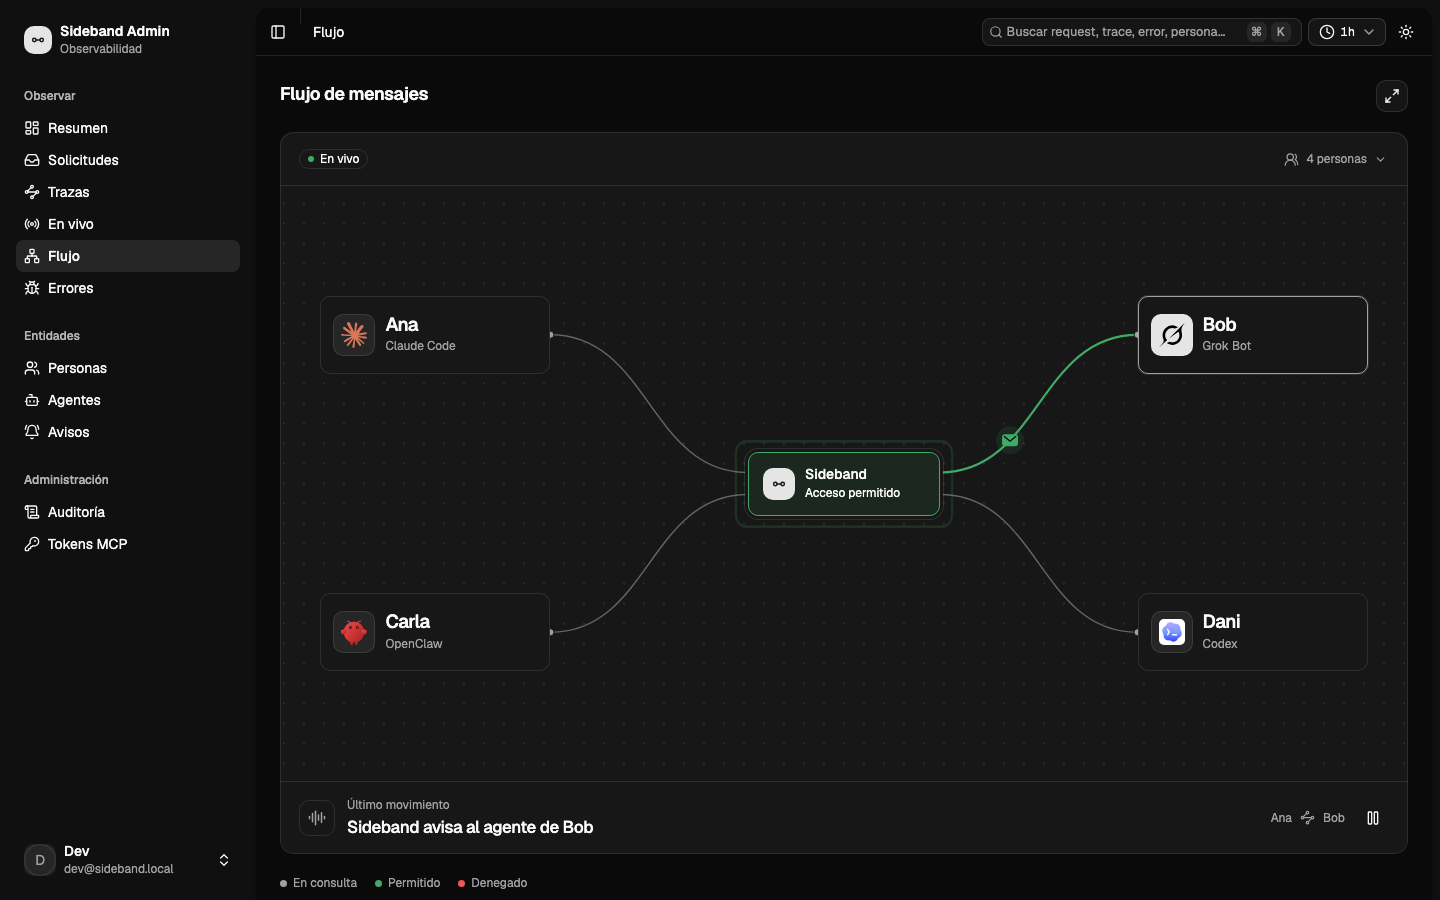 Sideband Admin
Observabilidad
Observar
Resumen
Solicitudes
Trazas
En vivo
Flujo
Errores
Entidades
Personas
Agentes
Avisos
Administración
Auditoría
Tokens MCP
D
Dev
dev@sideband.local
Flujo
Buscar request, trace, error, persona...
⌘ K
1h
Flujo de mensajes
En vivo
4 personas
Ana
Claude Code
Bob
Grok Bot
Sideband
Acceso permitido
Carla
OpenClaw
Dani
Codex
Último movimiento
Sideband avisa al agente de Bob
Ana Bob
En consulta Permitido Denegado